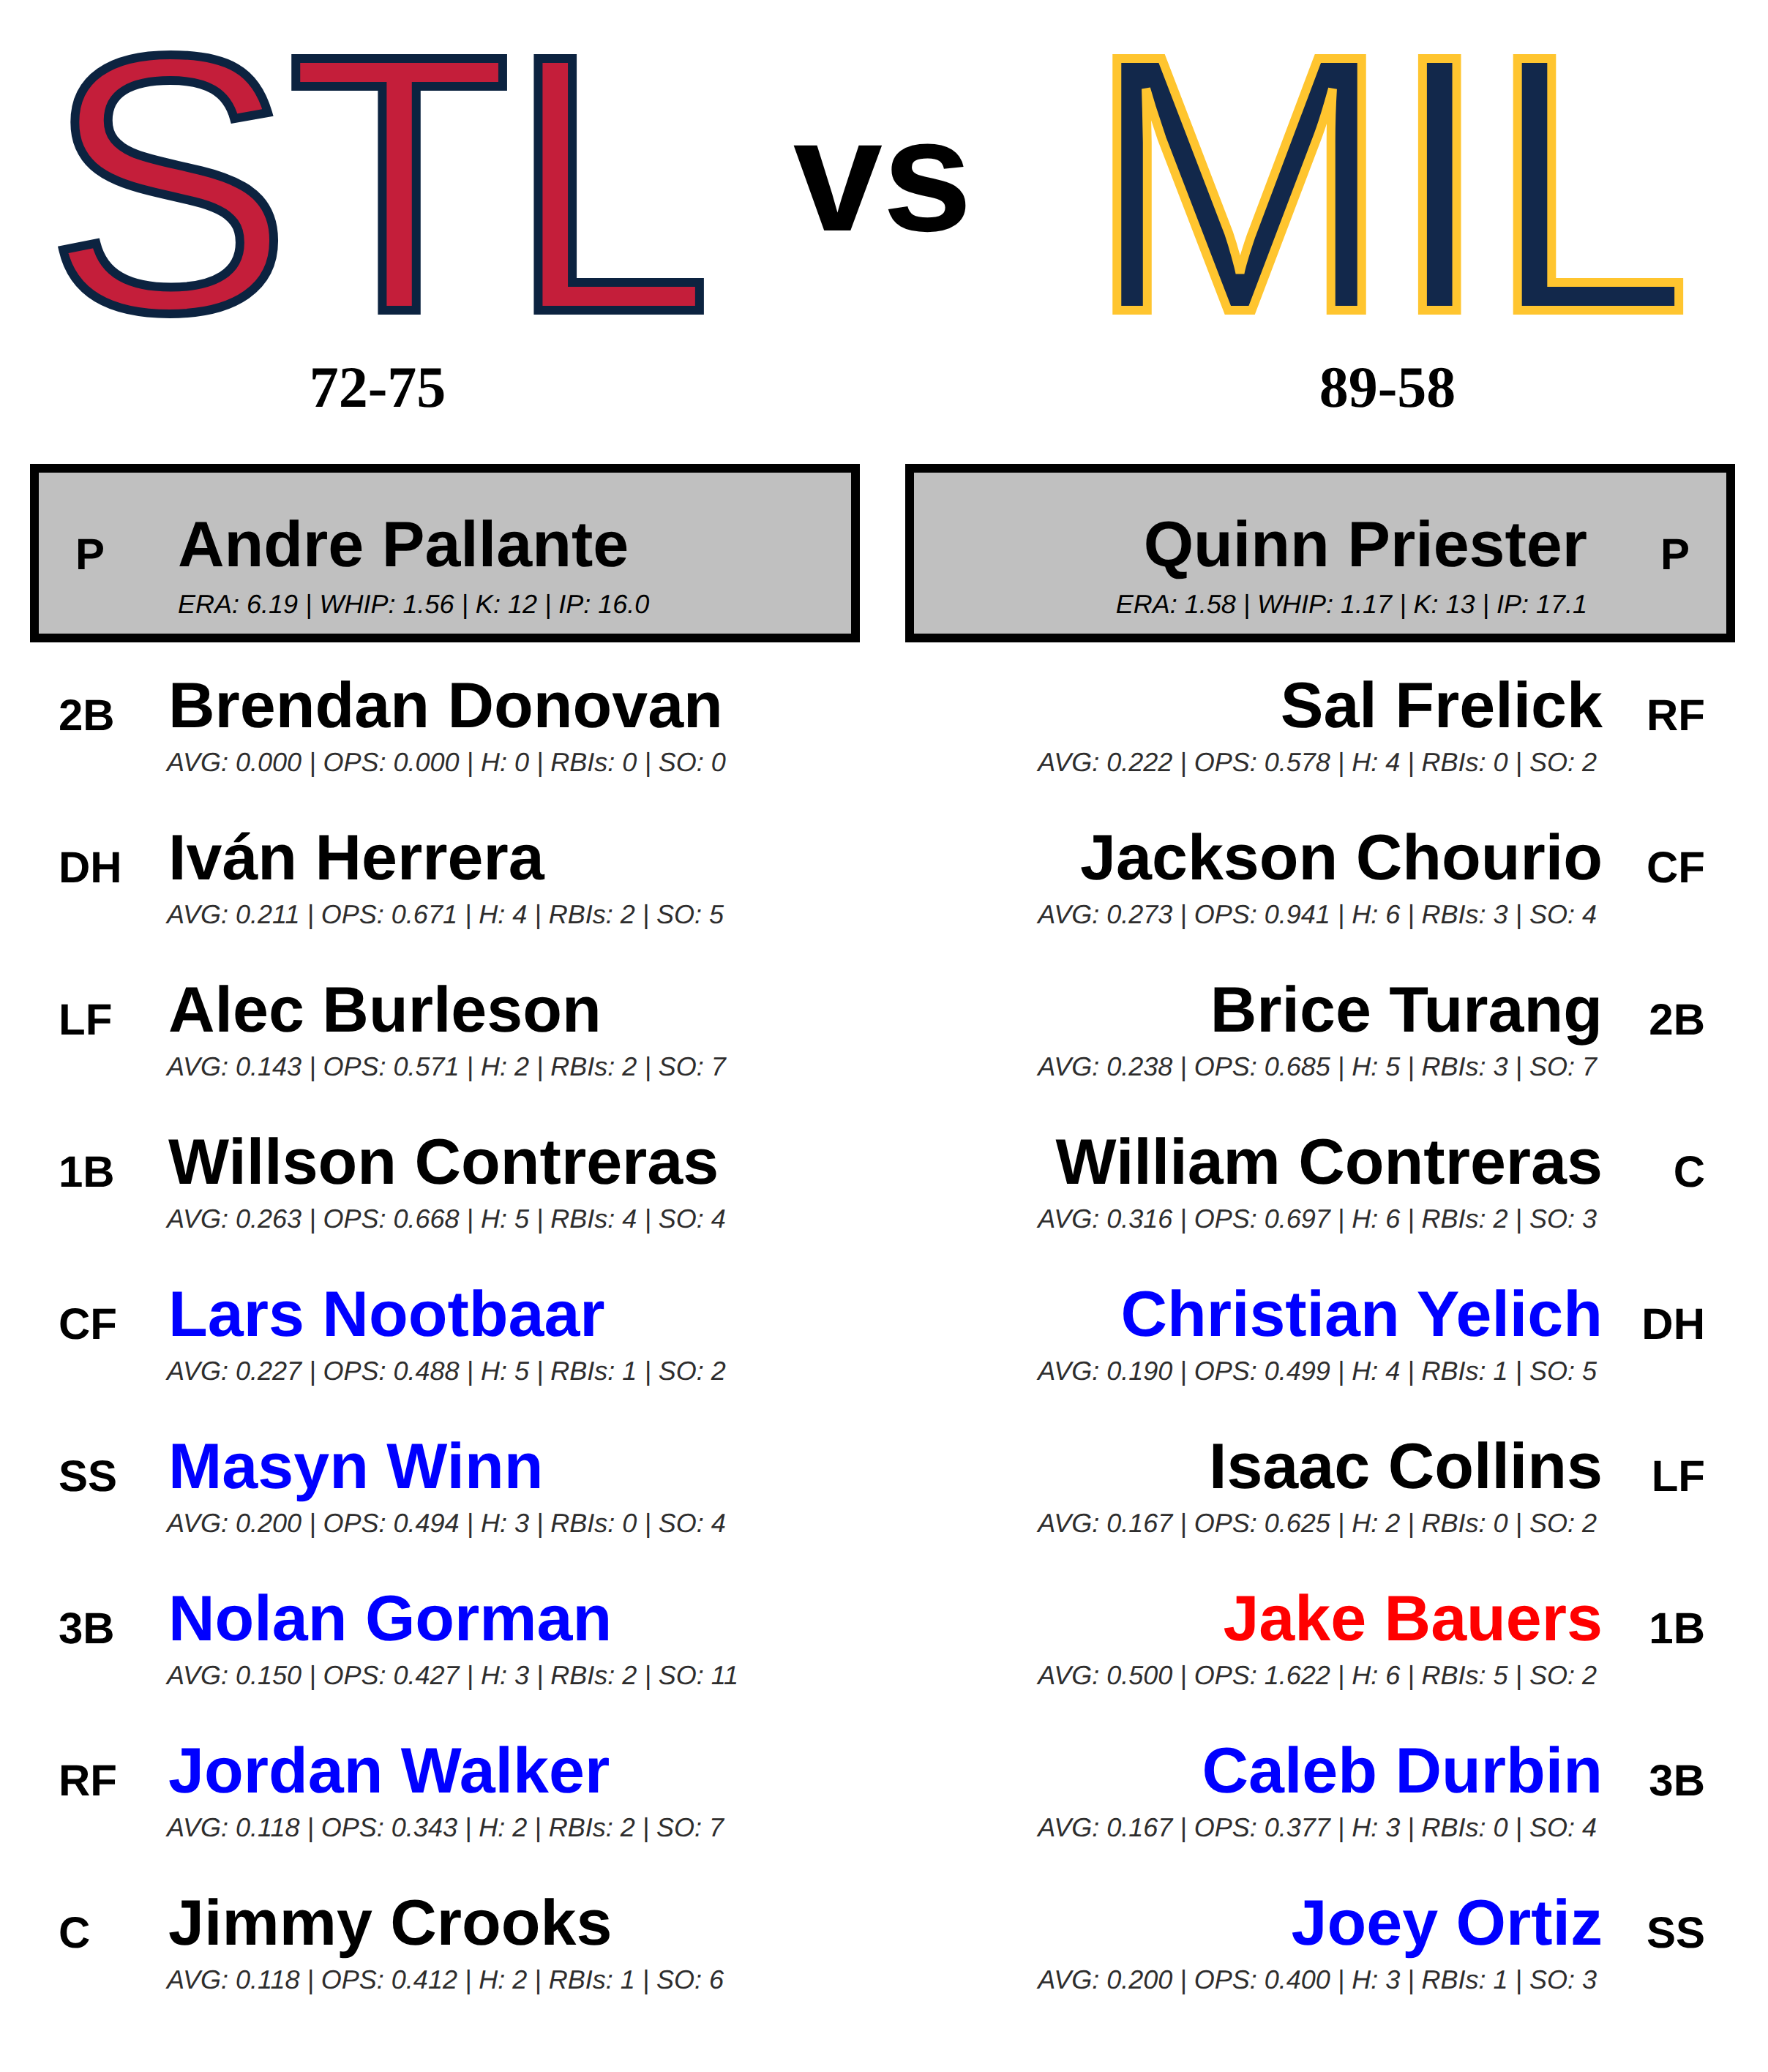 STL vs MIL
72-75 89-58
P Andre Pallante
ERA: 6.19 | WHIP: 1.56 | K: 12 | IP: 16.0
Quinn Priester P
ERA: 1.58 | WHIP: 1.17 | K: 13 | IP: 17.1
2B Brendan Donovan
AVG: 0.000 | OPS: 0.000 | H: 0 | RBIs: 0 | SO: 0
DH Iván Herrera
AVG: 0.211 | OPS: 0.671 | H: 4 | RBIs: 2 | SO: 5
LF Alec Burleson
AVG: 0.143 | OPS: 0.571 | H: 2 | RBIs: 2 | SO: 7
1B Willson Contreras
AVG: 0.263 | OPS: 0.668 | H: 5 | RBIs: 4 | SO: 4
CF Lars Nootbaar
AVG: 0.227 | OPS: 0.488 | H: 5 | RBIs: 1 | SO: 2
SS Masyn Winn
AVG: 0.200 | OPS: 0.494 | H: 3 | RBIs: 0 | SO: 4
3B Nolan Gorman
AVG: 0.150 | OPS: 0.427 | H: 3 | RBIs: 2 | SO: 11
RF Jordan Walker
AVG: 0.118 | OPS: 0.343 | H: 2 | RBIs: 2 | SO: 7
C Jimmy Crooks
AVG: 0.118 | OPS: 0.412 | H: 2 | RBIs: 1 | SO: 6
Sal Frelick RF
AVG: 0.222 | OPS: 0.578 | H: 4 | RBIs: 0 | SO: 2
Jackson Chourio CF
AVG: 0.273 | OPS: 0.941 | H: 6 | RBIs: 3 | SO: 4
Brice Turang 2B
AVG: 0.238 | OPS: 0.685 | H: 5 | RBIs: 3 | SO: 7
William Contreras C
AVG: 0.316 | OPS: 0.697 | H: 6 | RBIs: 2 | SO: 3
Christian Yelich DH
AVG: 0.190 | OPS: 0.499 | H: 4 | RBIs: 1 | SO: 5
Isaac Collins LF
AVG: 0.167 | OPS: 0.625 | H: 2 | RBIs: 0 | SO: 2
Jake Bauers 1B
AVG: 0.500 | OPS: 1.622 | H: 6 | RBIs: 5 | SO: 2
Caleb Durbin 3B
AVG: 0.167 | OPS: 0.377 | H: 3 | RBIs: 0 | SO: 4
Joey Ortiz SS
AVG: 0.200 | OPS: 0.400 | H: 3 | RBIs: 1 | SO: 3